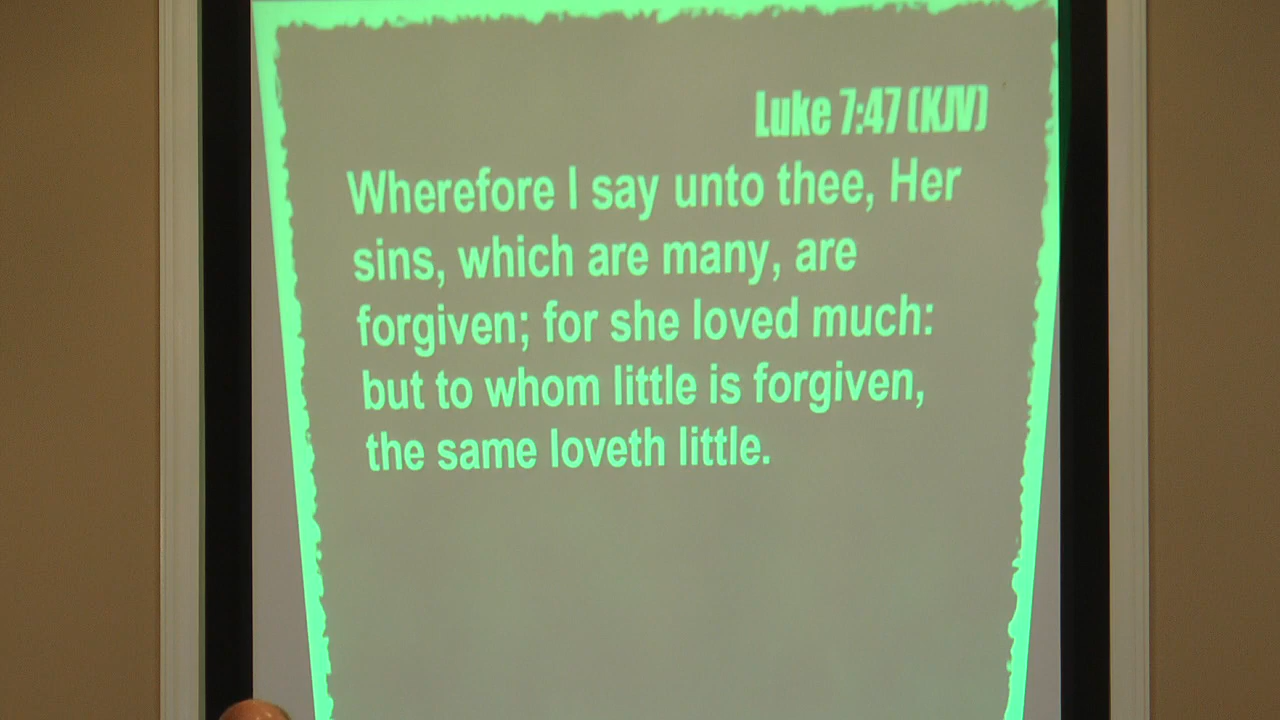 Luke 7:47 (KJV)
Wherefore I say unto thee, Her
sins, which are many, are
forgiven; for she loved much:
but to whom little is forgiven,
the same loveth little.